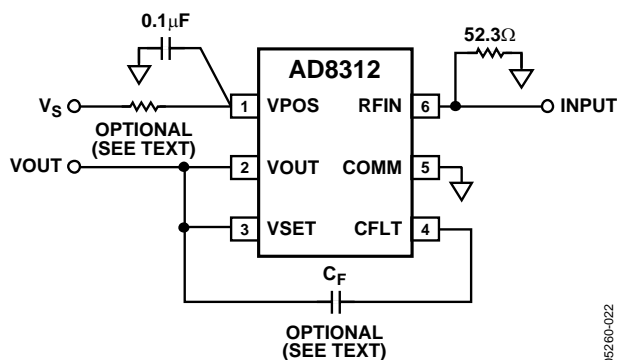 0.1μF
52.3Ω
AD8312
VS
1 VPOS RFIN 6
INPUT
OPTIONAL
(SEE TEXT)
VOUT
2 VOUT COMM 5
3 VSET CFLT 4
CF
OPTIONAL
(SEE TEXT)
05260-022